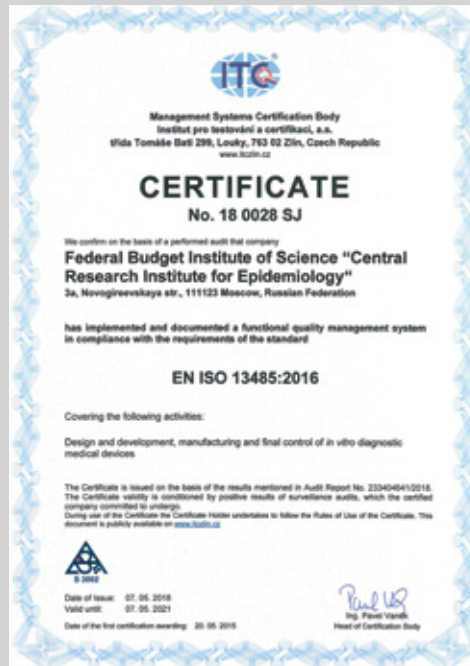 ITC
®
Management Systems Certification Body
Institut pro testování a certifikaci, a.s.
třída Tomáše Bati 299, Louky, 763 02 Zlín, Czech Republic
www.itczlin.cz
CERTIFICATE
No. 18 0028 SJ
We confirm on the basis of a performed audit that company
Federal Budget Institute of Science "Central
Research Institute for Epidemiology"
3a, Novogireevskaya str., 111123 Moscow, Russian Federation
has implemented and documented a functional quality management system
in compliance with the requirements of the standard
EN ISO 13485:2016
Covering the following activities:
Design and development, manufacturing and final control of in vitro diagnostic
medical devices
The Certificate is issued on the basis of the results mentioned in Audit Report No. 233404641/2018.
The Certificate validity is conditioned by positive results of surveillance audits, which the certified
company committed to undergo.
During use of the Certificate the Certificate Holder undertakes to follow the Rules of Use of the Certificate. This
document is publicly available on www.itczlin.cz
S 3002
Date of issue: 07. 05. 2018
Valid until: 07. 05. 2021
Date of the first certification awarding: 20. 05. 2015
Ing. Pavel Vaněk
Head of Certification Body